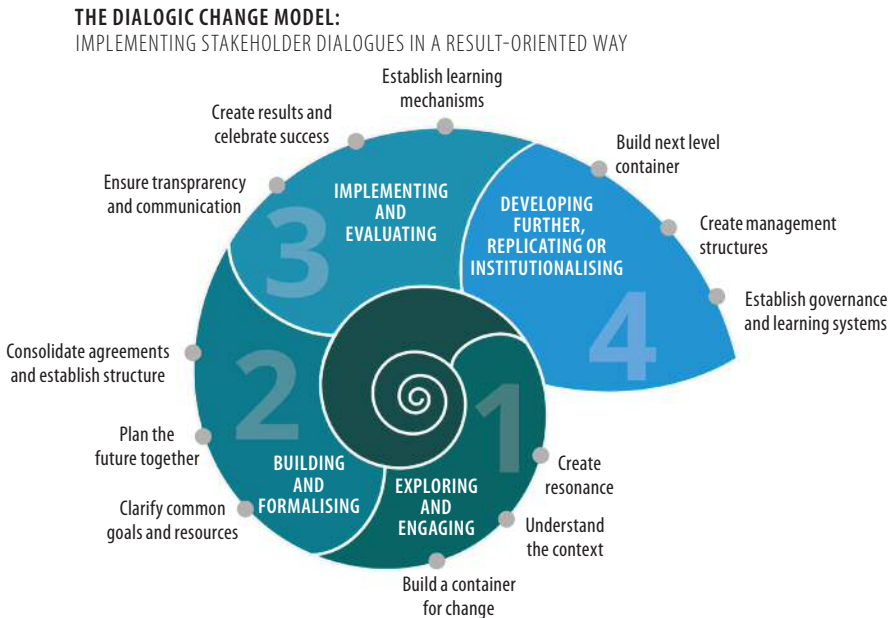 THE DIALOGIC CHANGE MODEL:
IMPLEMENTING STAKEHOLDER DIALOGUES IN A RESULT-ORIENTED WAY
1
EXPLORING
AND
ENGAGING
Create
resonance
Understand
the context
Build a container
for change
2
BUILDING
AND
FORMALISING
Clarify common
goals and resources
Plan the
future together
Consolidate agreements
and establish structure
3
IMPLEMENTING
AND
EVALUATING
Ensure transprarency
and communication
Create results and
celebrate success
Establish learning
mechanisms
4
DEVELOPING
FURTHER,
REPLICATING OR
INSTITUTIONALISING
Build next level
container
Create management
structures
Establish governance
and learning systems